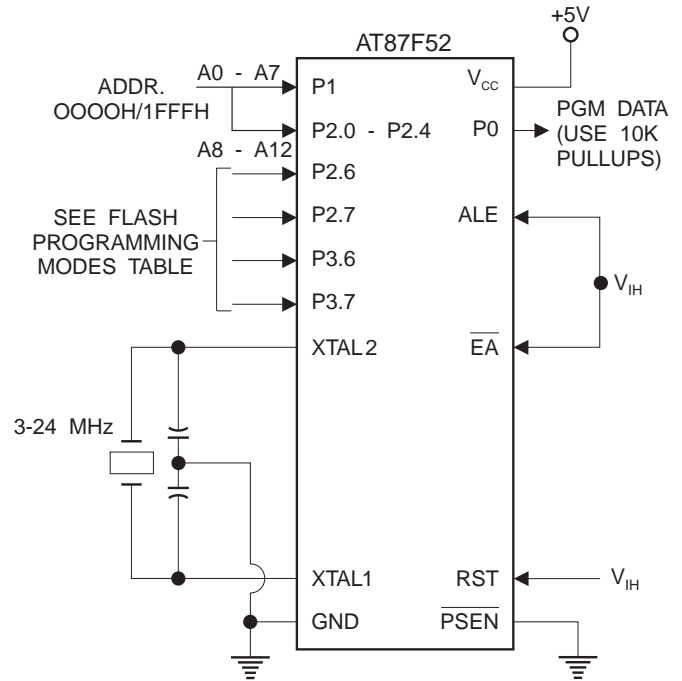 +5V
AT87F52
A0 - A7
ADDR.
OOOOH/1FFFH
P1
VCC
P2.0 - P2.4
P0
PGM DATA
(USE 10K
PULLUPS)
A8 - A12
P2.6
SEE FLASH
PROGRAMMING
MODES TABLE
P2.7
ALE
P3.6
VIH
P3.7
XTAL2
EA
3-24 MHz
XTAL1
RST
VIH
GND
PSEN